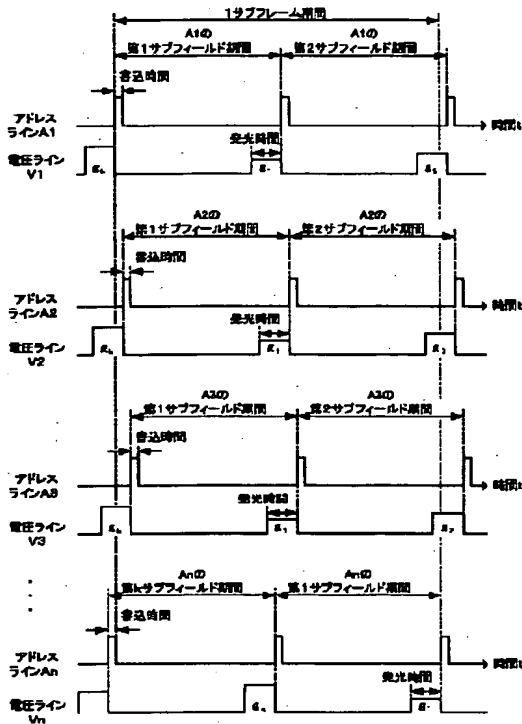 1サブフレーム期間
A1の
第1サブフィールド期間
A1の
第2サブフィールド期間
書込時間
アドレス
ラインA1
時間t
電圧ライン
V1
発光時間
A2の
第1サブフィールド期間
A2の
第2サブフィールド期間
書込時間
アドレス
ラインA2
時間t
発光時間
電圧ライン
V2
g1
A3の
第1サブフィールド期間
A3の
第2サブフィールド期間
書込時間
アドレス
ラインA3
時間t
発光時間
電圧ライン
V3
g1
Anの
第kサブフィールド期間
Anの
第1サブフィールド期間
書込時間
アドレス
ラインAn
時間t
発光時間
電圧ライン
Vn